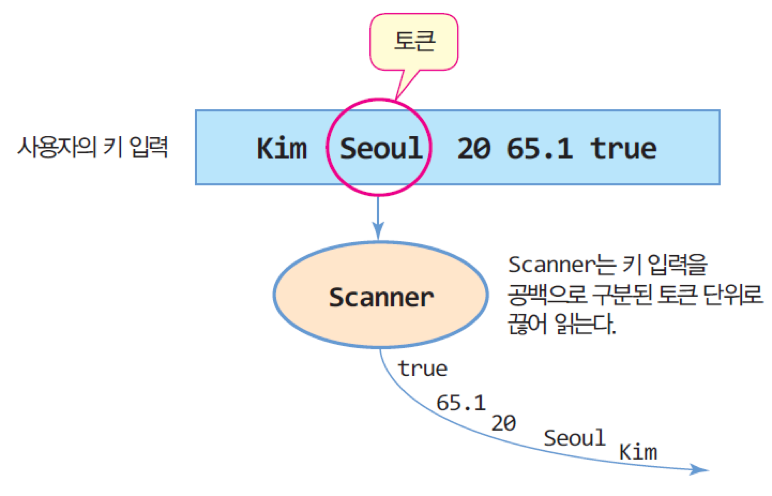 토큰
사용자의 키 입력
Kim Seoul 20 65.1 true
Scanner
Scanner는 키 입력을
공백으로 구분된 토큰 단위로
끊어 읽는다.
true
65.1
20
Seoul
Kim